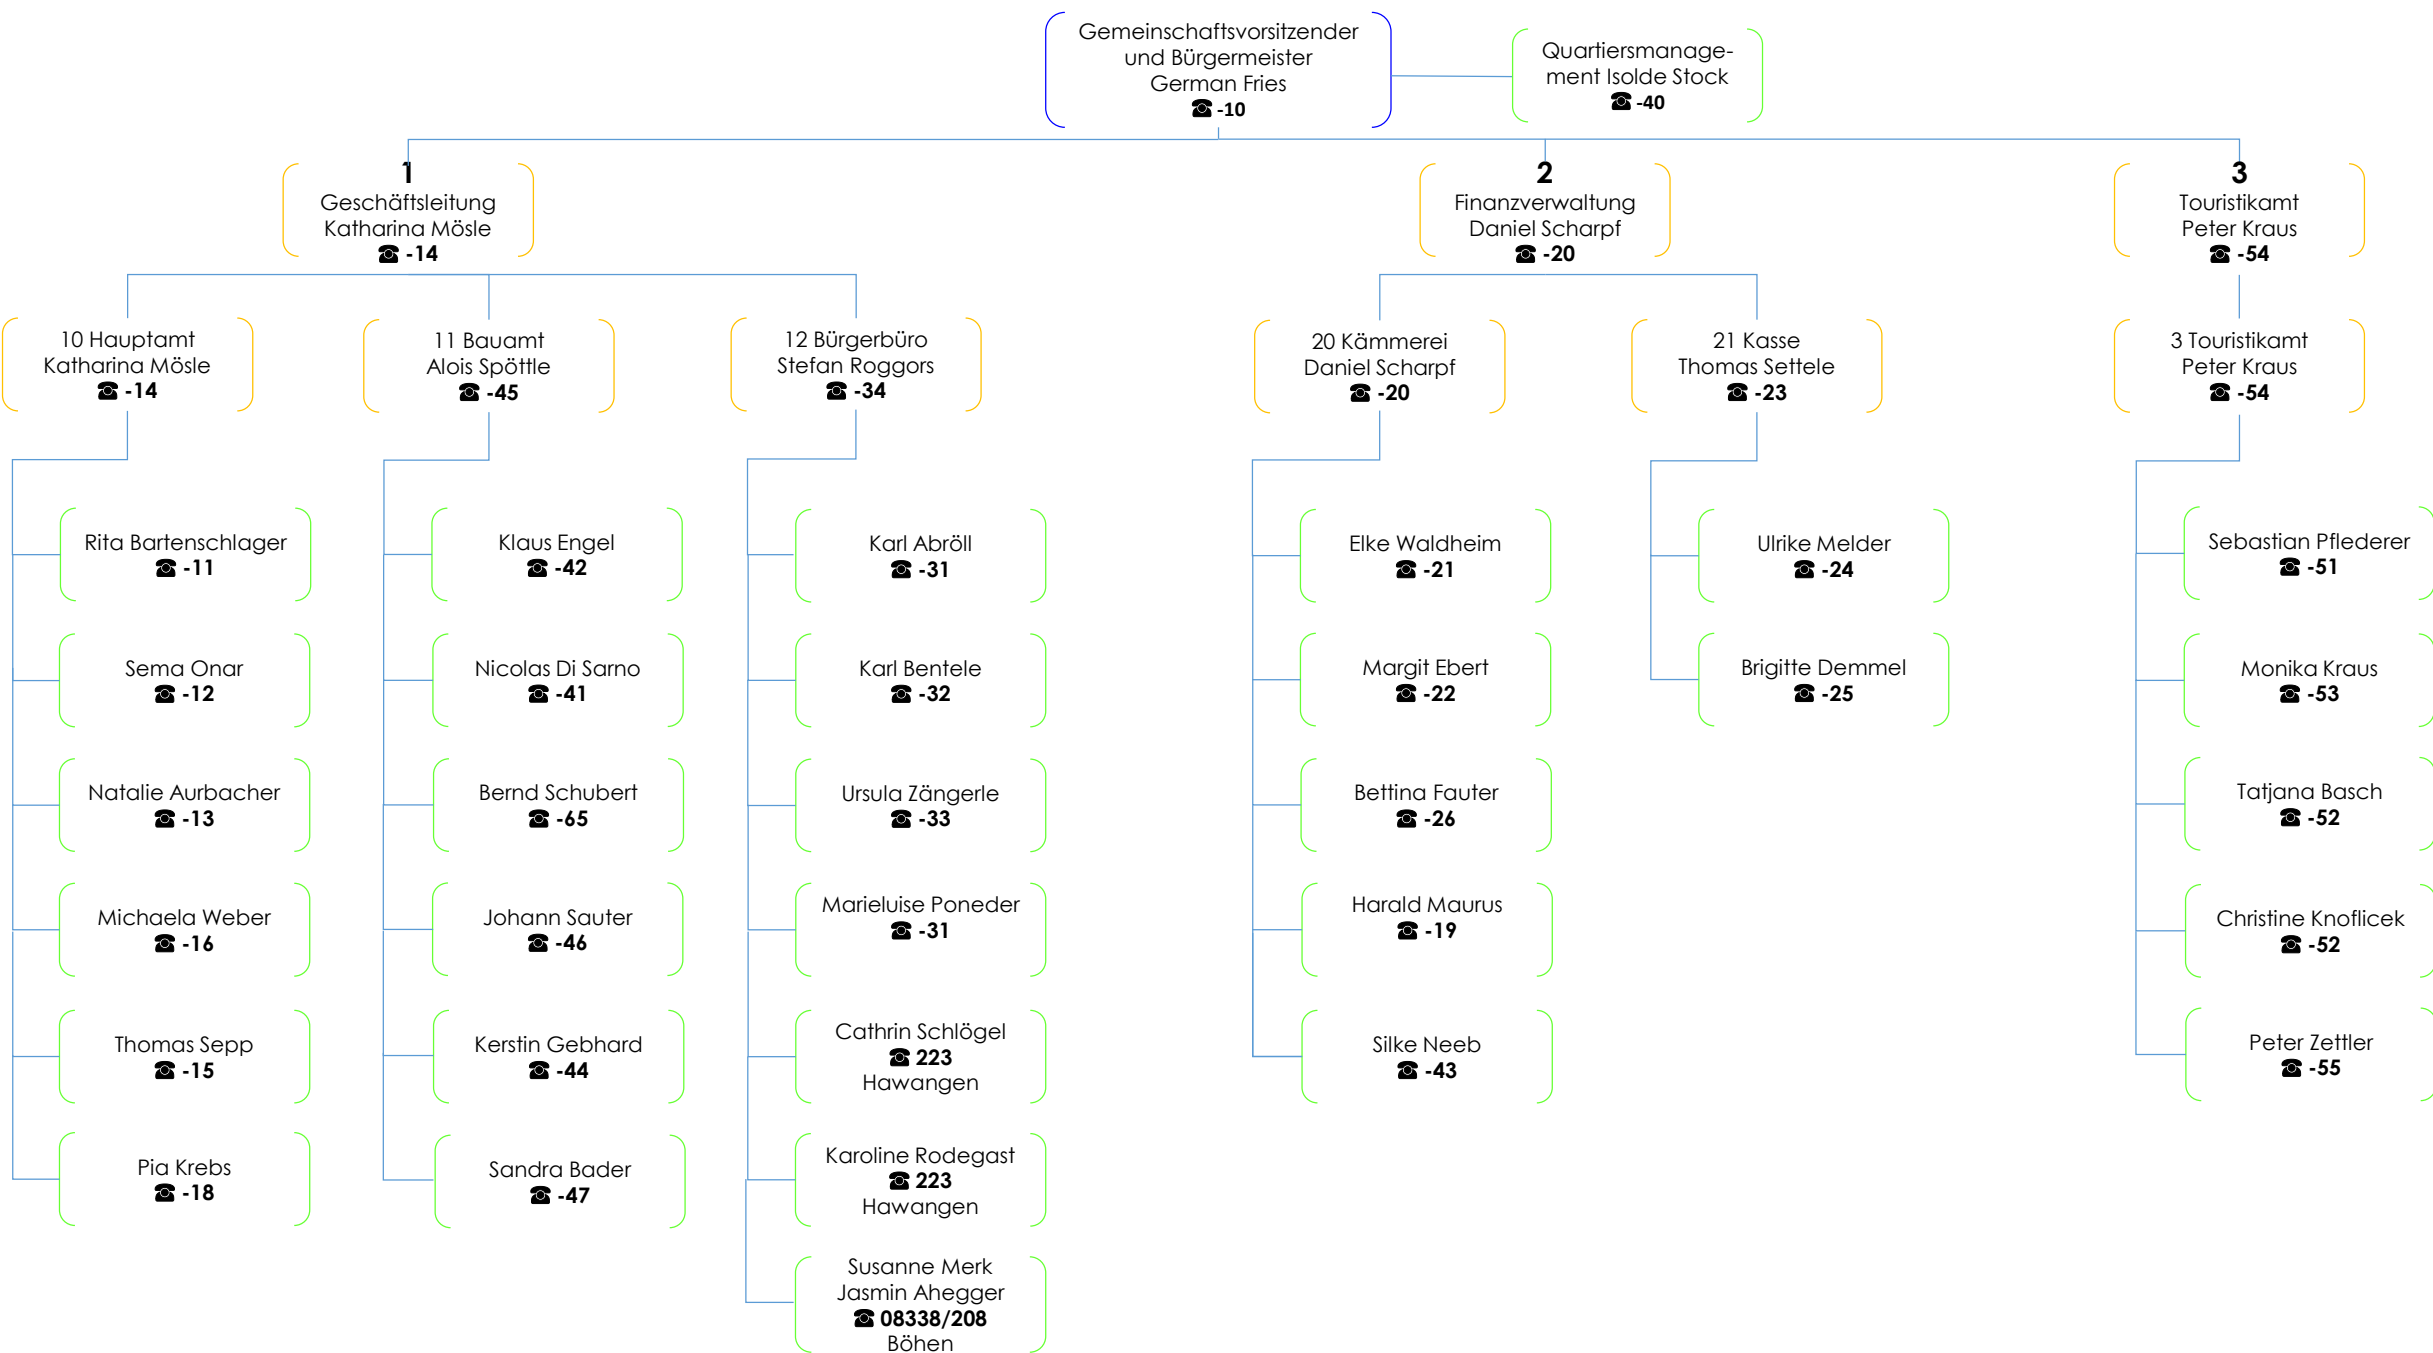 Gemeinschaftsvorsitzender
und Bürgermeister
German Fries
☎ -10
Quartiersmanage-
ment Isolde Stock
☎ -40
1
Geschäftsleitung
Katharina Mösle
☎ -14
2
Finanzverwaltung
Daniel Scharpf
☎ -20
3
Touristikamt
Peter Kraus
☎ -54
10 Hauptamt
Katharina Mösle
☎ -14
11 Bauamt
Alois Spöttle
☎ -45
12 Bürgerbüro
Stefan Roggors
☎ -34
20 Kämmerei
Daniel Scharpf
☎ -20
21 Kasse
Thomas Settele
☎ -23
3 Touristikamt
Peter Kraus
☎ -54
Rita Bartenschlager
☎ -11
Sema Onar
☎ -12
Natalie Aurbacher
☎ -13
Michaela Weber
☎ -16
Thomas Sepp
☎ -15
Pia Krebs
☎ -18
Klaus Engel
☎ -42
Nicolas Di Sarno
☎ -41
Bernd Schubert
☎ -65
Johann Sauter
☎ -46
Kerstin Gebhard
☎ -44
Sandra Bader
☎ -47
Karl Abröll
☎ -31
Karl Bentele
☎ -32
Ursula Zängerle
☎ -33
Marieluise Poneder
☎ -31
Cathrin Schlögel
☎ 223
Hawangen
Karoline Rodegast
☎ 223
Hawangen
Susanne Merk
Jasmin Ahegger
☎ 08338/208
Böhen
Elke Waldheim
☎ -21
Margit Ebert
☎ -22
Bettina Fauter
☎ -26
Harald Maurus
☎ -19
Silke Neeb
☎ -43
Ulrike Melder
☎ -24
Brigitte Demmel
☎ -25
Sebastian Pflederer
☎ -51
Monika Kraus
☎ -53
Tatjana Basch
☎ -52
Christine Knoflicek
☎ -52
Peter Zettler
☎ -55